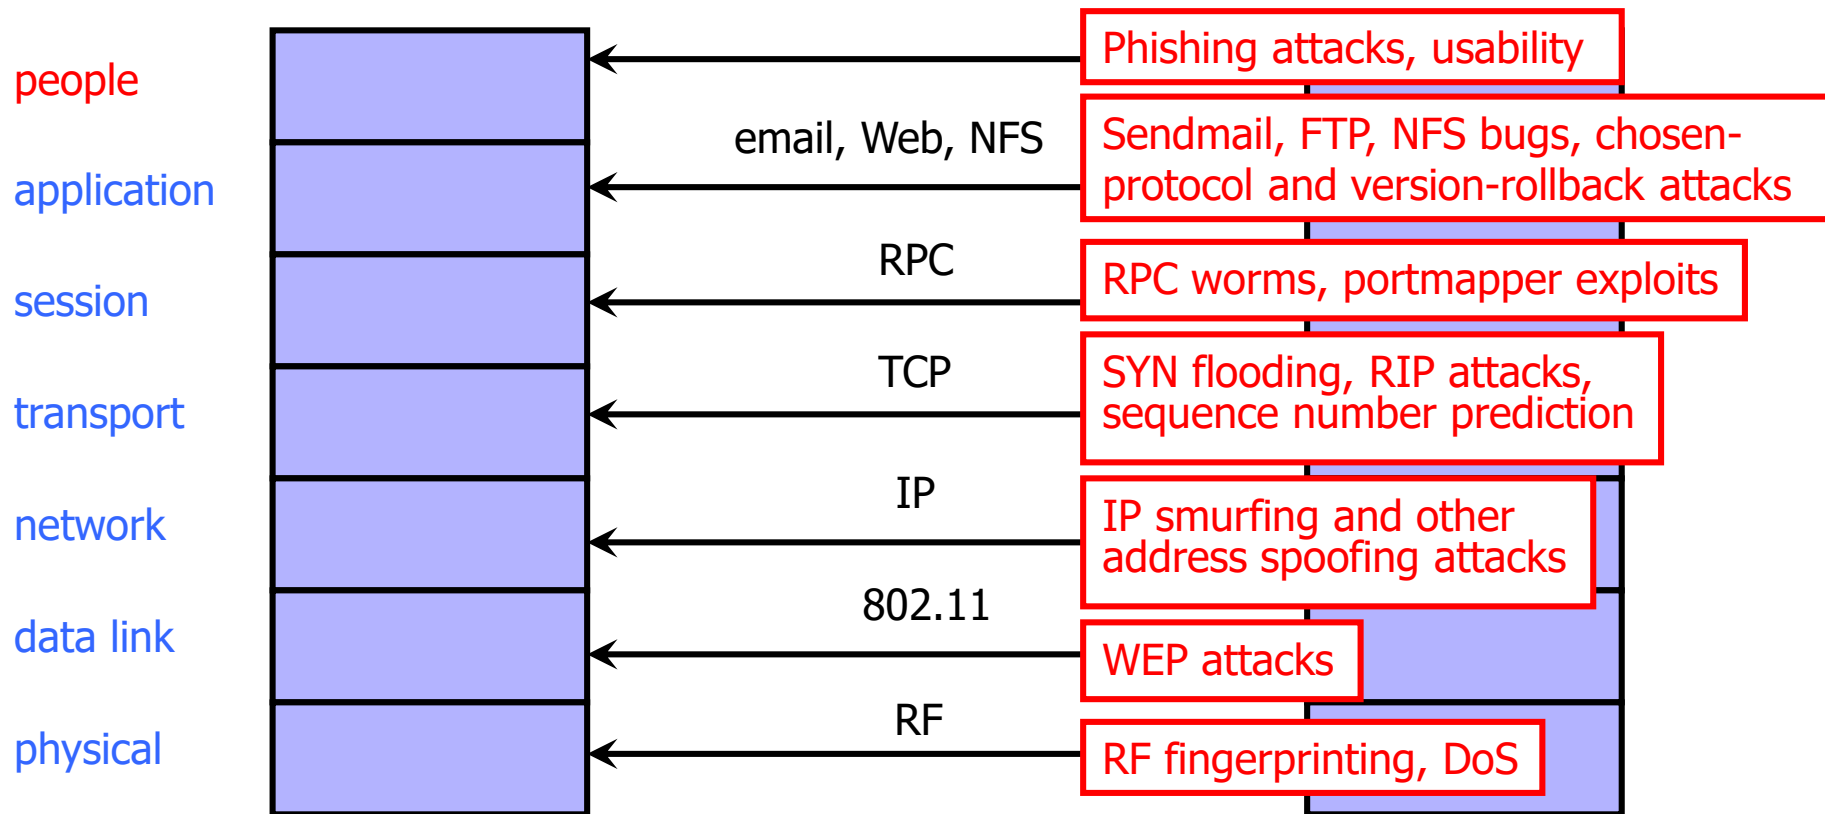 people
Phishing attacks, usability
application
email, Web, NFS
Sendmail, FTP, NFS bugs, chosen-
protocol and version-rollback attacks
session
RPC
RPC worms, portmapper exploits
transport
TCP
SYN flooding, RIP attacks,
sequence number prediction
network
IP
IP smurfing and other
address spoofing attacks
data link
802.11
WEP attacks
physical
RF
RF fingerprinting, DoS